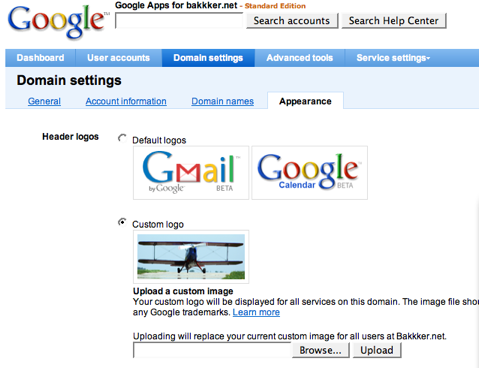 Google™
Google Apps for bakkker.net - Standard Edition
Search accounts Search Help Center
Dashboard User accounts Domain settings Advanced tools Service settings
Domain settings
General Account information Domain names Appearance
Header logos
Default logos
Gmail
by Google BETA
Google
Calendar BETA
Custom logo
Upload a custom image
Your custom logo will be displayed for all services on this domain. The image file shou
any Google trademarks. Learn more
Uploading will replace your current custom image for all users at Bakkker.net.
Browse... Upload